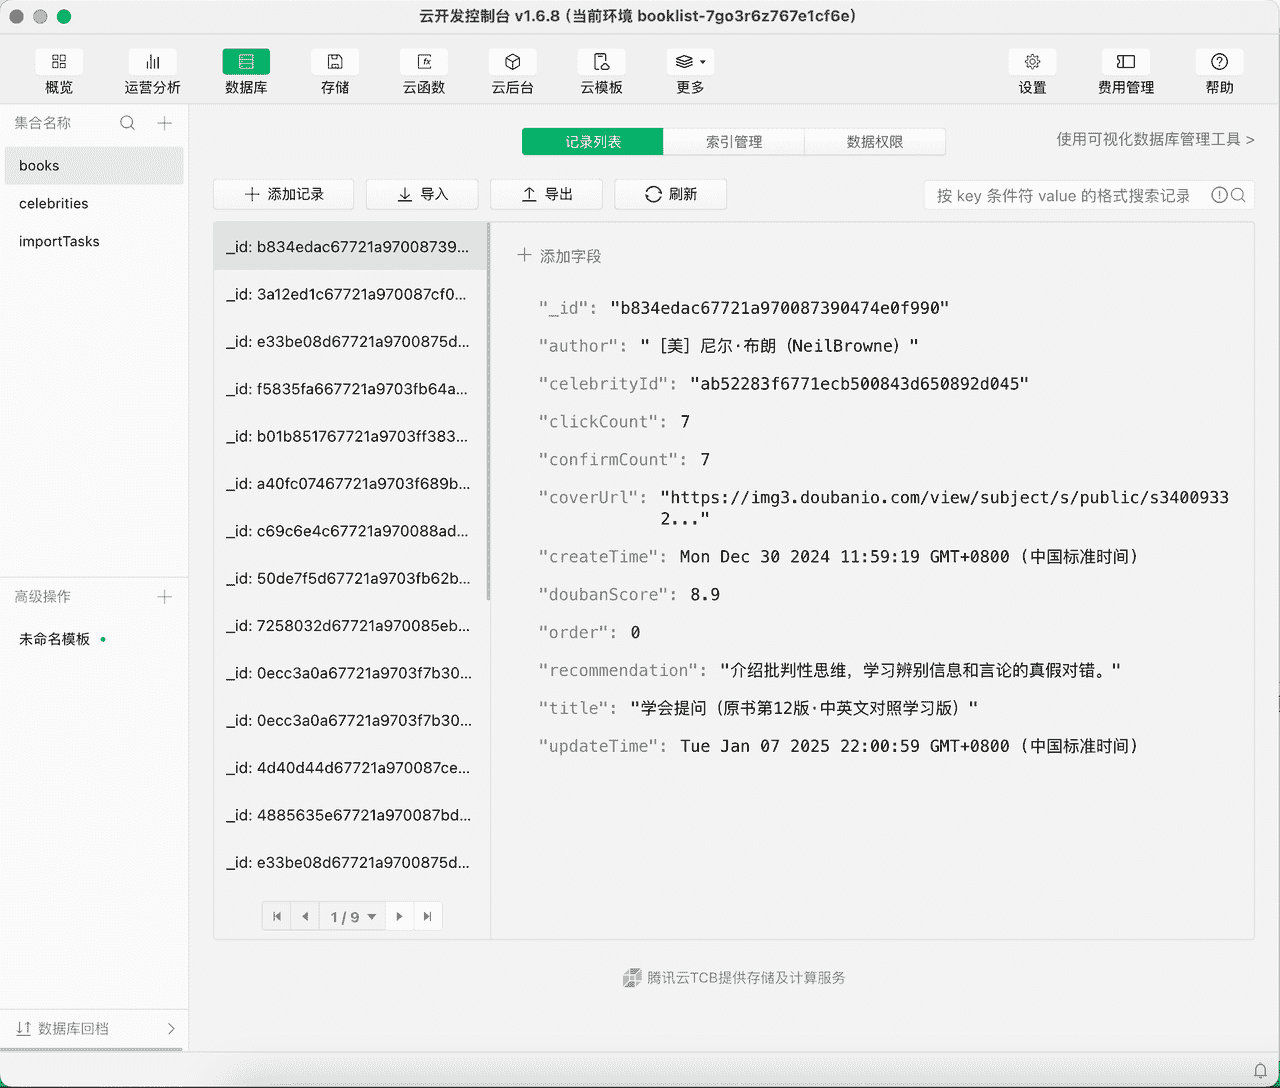 云开发控制台 v1.6.8 (当前环境 booklist-7go3r6z767e1cf6e)
概览
运营分析
数据库
存储
云函数
云后台
云模板
更多
设置
费用管理
帮助
集合名称
books
celebrities
importTasks
高级操作
未命名模板
数据库回档
记录列表
索引管理
数据权限
使用可视化数据库管理工具 >
添加记录
导入
导出
刷新
按 key 条件符 value 的格式搜索记录
_id: b834edac67721a97008739...
_id: 3a12ed1c67721a970087cf0...
_id: e33be08d67721a9700875d...
_id: f5835fa667721a9703fb64a...
_id: b01b851767721a9703ff383...
_id: a40fc07467721a9703f689b...
_id: c69c6e4c67721a970088ad...
_id: 50de7f5d67721a9703fb62b...
_id: 7258032d67721a970085eb...
_id: 0ecc3a0a67721a9703f7b30...
_id: 0ecc3a0a67721a9703f7b30...
_id: 4d40d44d67721a970087ce...
_id: 4885635e67721a970087bd...
_id: e33be08d67721a9700875d...
1 / 9
添加字段
"_id": "b834edac67721a970087390474e0f990"
"author": "［美］尼尔·布朗（NeilBrowne）"
"celebrityId": "ab52283f6771ecb500843d650892d045"
"clickCount": 7
"confirmCount": 7
"coverUrl": "https://img3.doubanio.com/view/subject/s/public/s3400933
2..."
"createTime": Mon Dec 30 2024 11:59:19 GMT+0800 (中国标准时间)
"doubanScore": 8.9
"order": 0
"recommendation": "介绍批判性思维，学习辨别信息和言论的真假对错。"
"title": "学会提问（原书第12版·中英文对照学习版）"
"updateTime": Tue Jan 07 2025 22:00:59 GMT+0800 (中国标准时间)
腾讯云TCB提供存储及计算服务